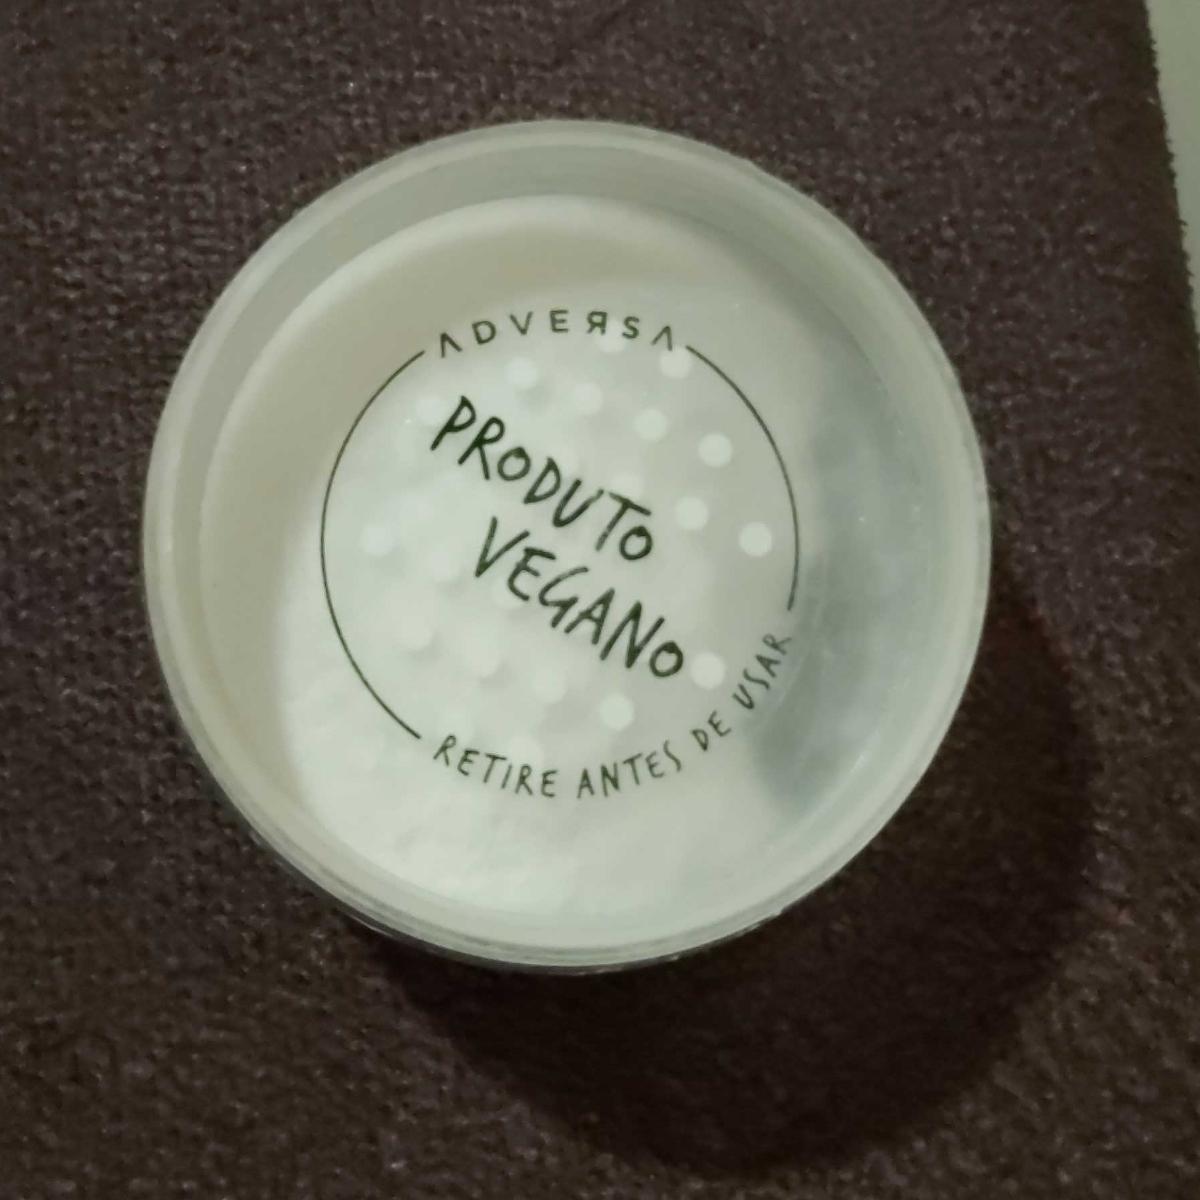 ADVERSA
PRODUTO
VEGANO
RETIRE ANTES DE USAR